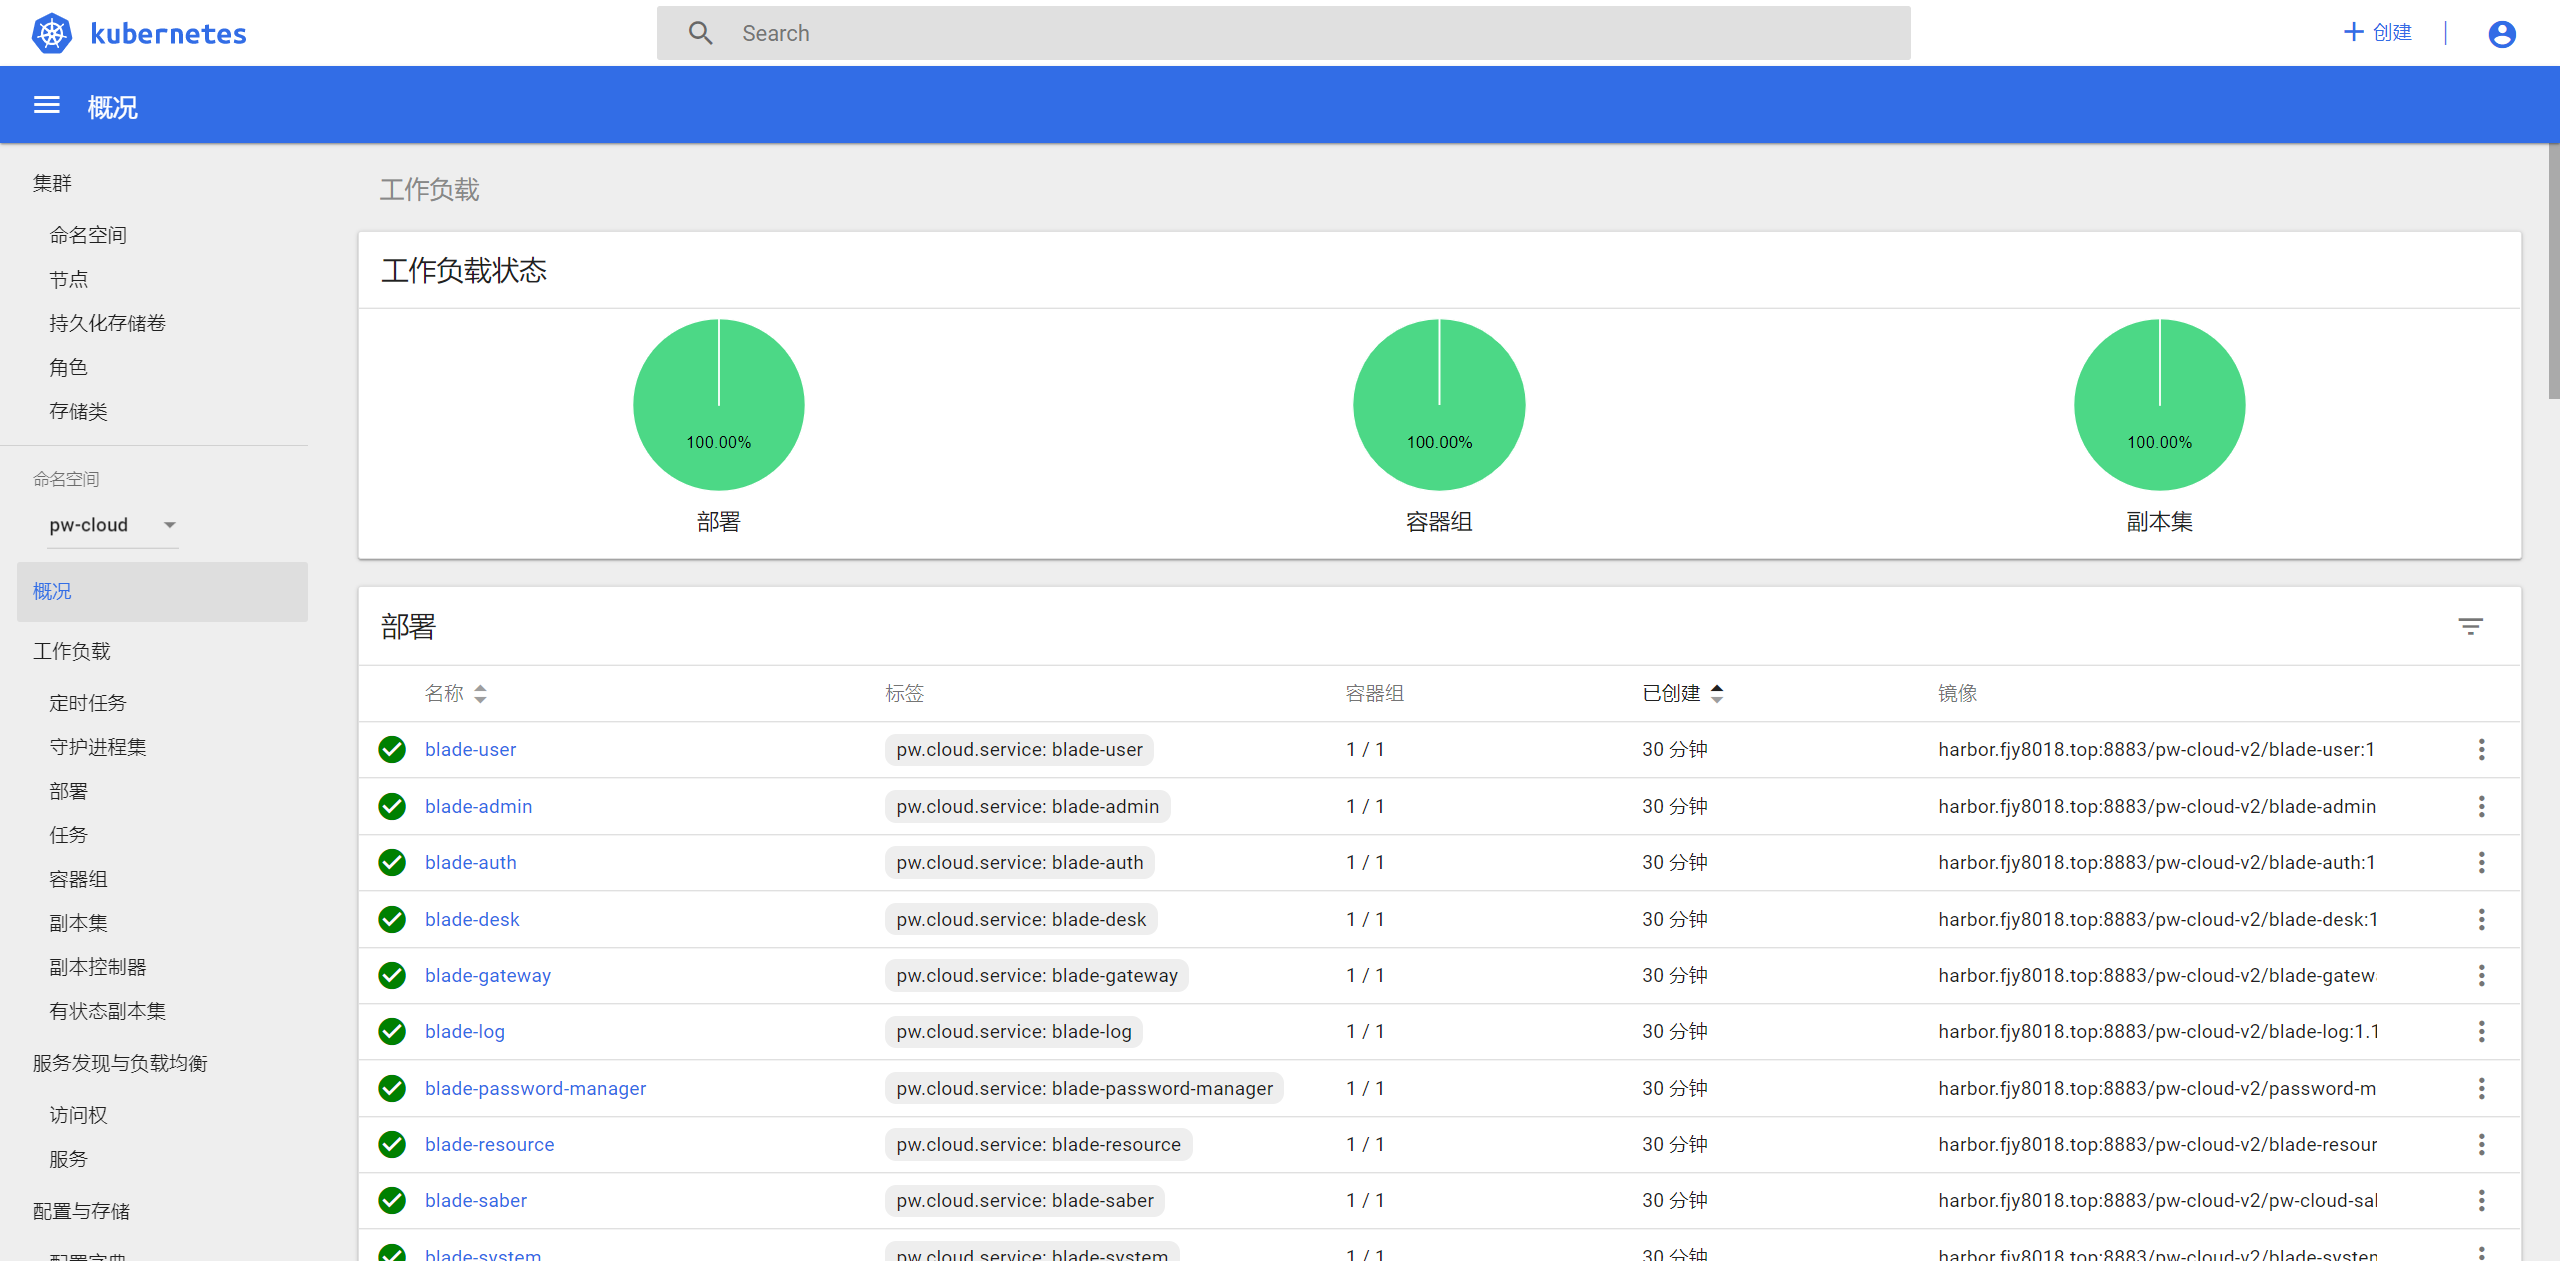 kubernetes
Search
创建
概况
集群
命名空间
节点
持久化存储卷
角色
存储类
命名空间
pw-cloud
概况
工作负载
定时任务
守护进程集
部署
任务
容器组
副本集
副本控制器
有状态副本集
服务发现与负载均衡
访问权
服务
配置与存储
配置字典
工作负载
工作负载状态
100.00% 100.00% 100.00%
部署 容器组 副本集
部署
名称 标签 容器组 已创建 镜像
blade-user pw.cloud.service: blade-user 1 / 1 30 分钟 harbor.fjy8018.top:8883/pw-cloud-v2/blade-user:1
blade-admin pw.cloud.service: blade-admin 1 / 1 30 分钟 harbor.fjy8018.top:8883/pw-cloud-v2/blade-admin
blade-auth pw.cloud.service: blade-auth 1 / 1 30 分钟 harbor.fjy8018.top:8883/pw-cloud-v2/blade-auth:1
blade-desk pw.cloud.service: blade-desk 1 / 1 30 分钟 harbor.fjy8018.top:8883/pw-cloud-v2/blade-desk:1
blade-gateway pw.cloud.service: blade-gateway 1 / 1 30 分钟 harbor.fjy8018.top:8883/pw-cloud-v2/blade-gatew
blade-log pw.cloud.service: blade-log 1 / 1 30 分钟 harbor.fjy8018.top:8883/pw-cloud-v2/blade-log:1.1
blade-password-manager pw.cloud.service: blade-password-manager 1 / 1 30 分钟 harbor.fjy8018.top:8883/pw-cloud-v2/password-m
blade-resource pw.cloud.service: blade-resource 1 / 1 30 分钟 harbor.fjy8018.top:8883/pw-cloud-v2/blade-resour
blade-saber pw.cloud.service: blade-saber 1 / 1 30 分钟 harbor.fjy8018.top:8883/pw-cloud-v2/pw-cloud-sal
blade-system pw.cloud.service: blade-system 1 / 1 30 分钟 harbor.fjy8018.top:8883/pw-cloud-v2/blade-system